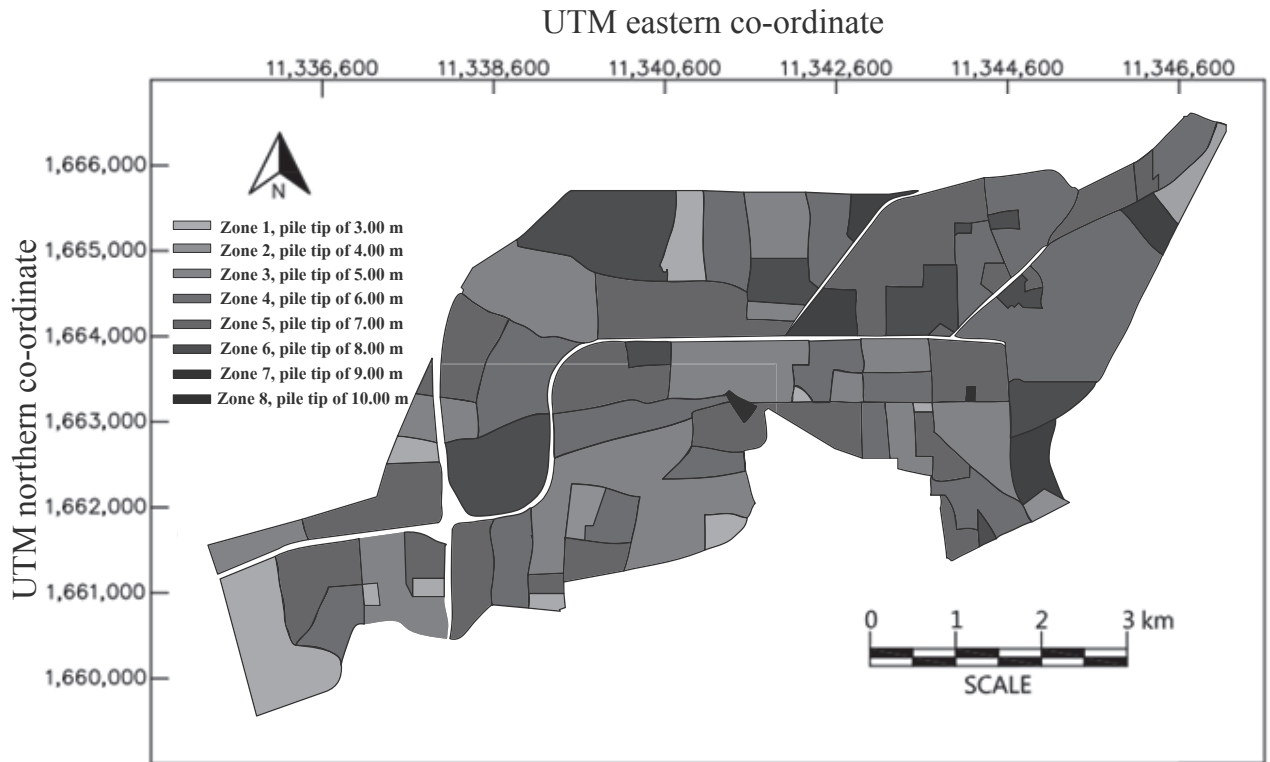 UTM eastern co-ordinate
11,336,600 11,338,600 11,340,600 11,342,600 11,344,600 11,346,600
UTM northern co-ordinate
1,666,000
1,665,000
1,664,000
1,663,000
1,662,000
1,661,000
1,660,000
N
Zone 1, pile tip of 3.00 m
Zone 2, pile tip of 4.00 m
Zone 3, pile tip of 5.00 m
Zone 4, pile tip of 6.00 m
Zone 5, pile tip of 7.00 m
Zone 6, pile tip of 8.00 m
Zone 7, pile tip of 9.00 m
Zone 8, pile tip of 10.00 m
0 1 2 3 km
SCALE